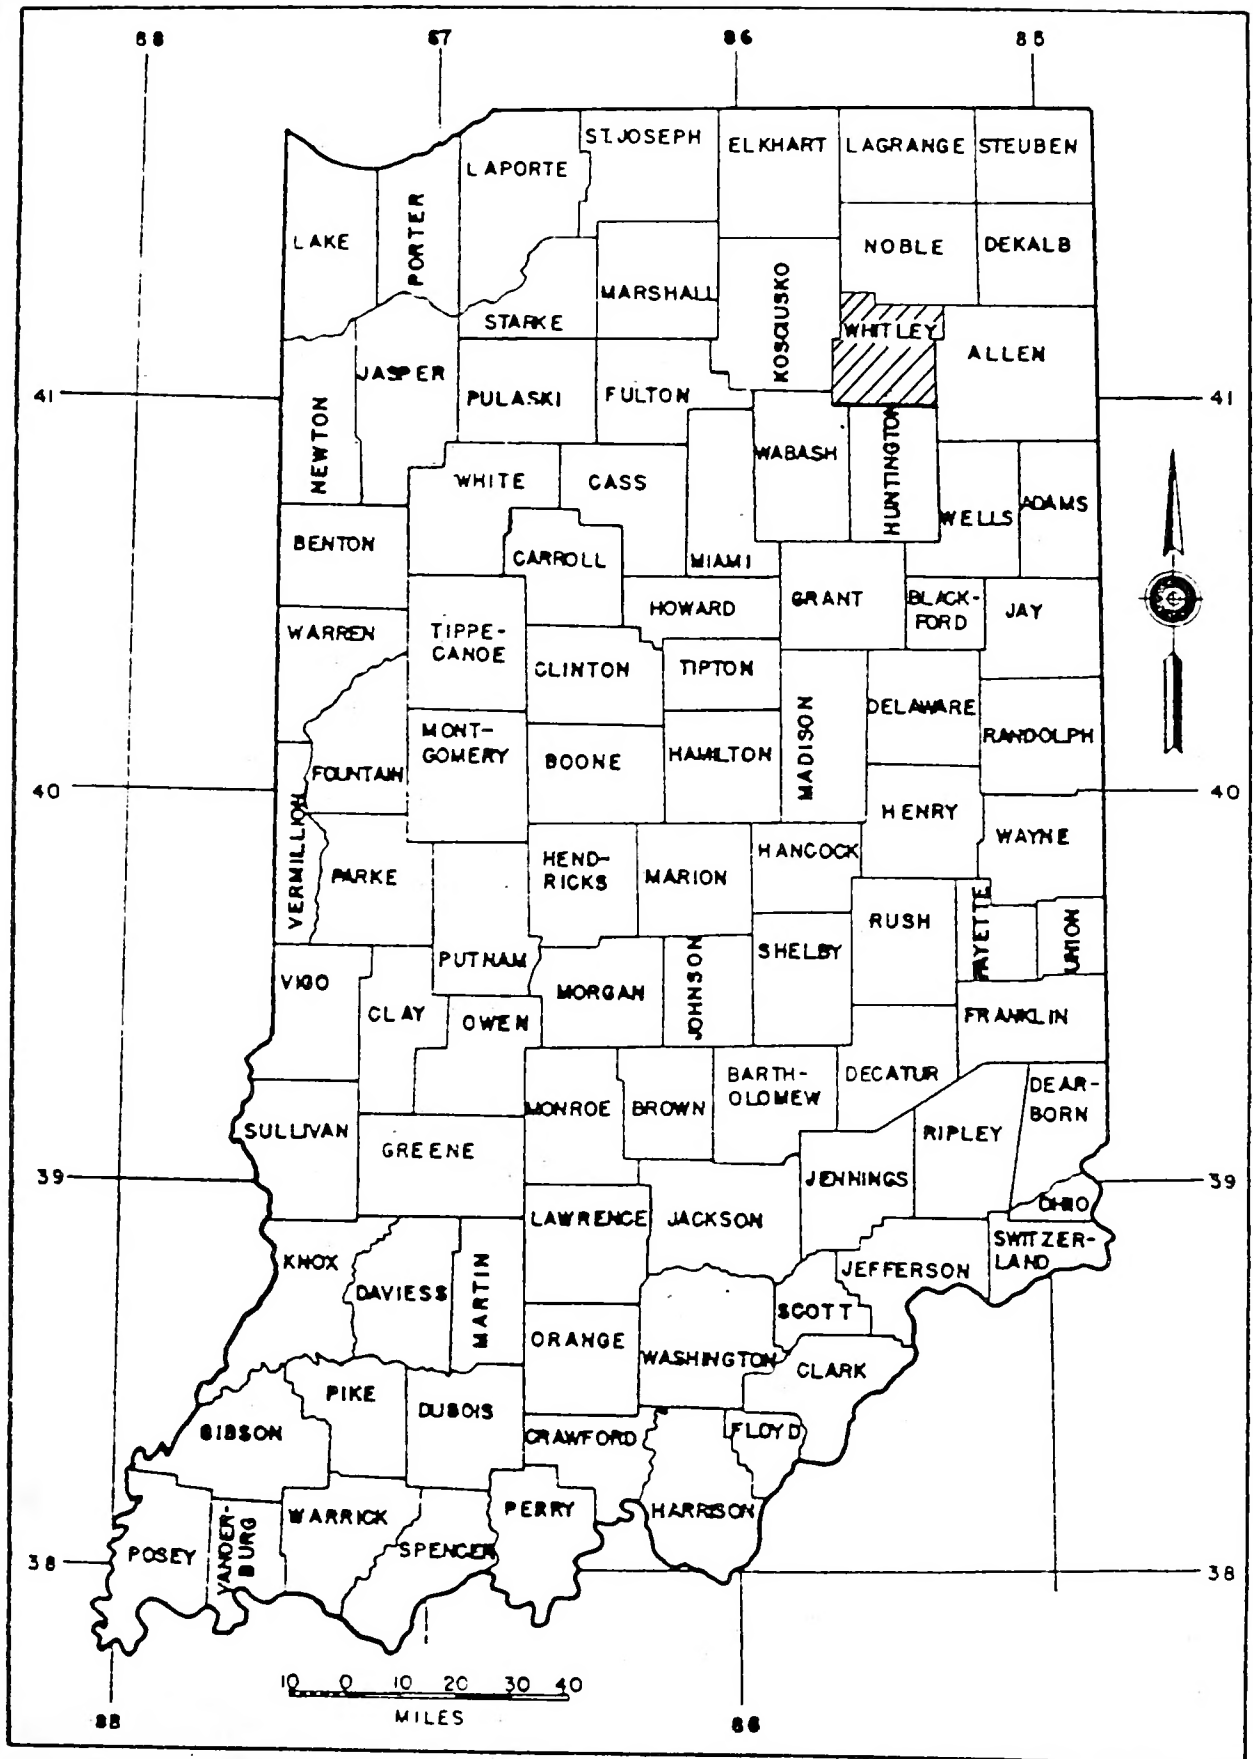 88 87 86 85
ST. JOSEPH
ELKHART
LAGRANGE
STEUBEN
LAPORTE
LAKE
PORTER
NOBLE
DEKALB
MARSHALL
KOSCIUSKO
STARKE
WHITLEY
ALLEN
JASPER
PULASKI
FULTON
41
41
NEWTON
WABASH
HUNTINGTON
WHITE
CASS
WELLS
ADAMS
BENTON
CARROLL
MIAMI
GRANT
BLACK-
FORD
JAY
HOWARD
WARREN
TIPPE-
CANOE
CLINTON
TIPTON
MADISON
DELAWARE
RANDOLPH
MONT-
GOMERY
BOONE
HAMILTON
FOUNTAIN
40
40
VERMILLION
HENRY
WAYNE
PARKE
HEND-
RICKS
MARION
HANCOCK
RUSH
FAYETTE
UNION
PUTNAM
SHELBY
VIGO
MORGAN
JOHNSON
CLAY
OWEN
FRANKLIN
DECATUR
BARTH-
OLOMEW
DEAR-
BORN
MONROE
BROWN
SULLIVAN
GREENE
RIPLEY
39
39
JENNINGS
OHIO
LAWRENCE
JACKSON
SWITZER-
LAND
KNOX
DAVIESS
MARTIN
JEFFERSON
SCOTT
ORANGE
WASHINGTON
CLARK
PIKE
DUBOIS
GIBSON
CRAWFORD
FLOYD
PERRY
HARRISON
WARRICK
VANDER-
BURG
POSEY
SPENCER
38
38
10 0 10 20 30 40
MILES
88
86